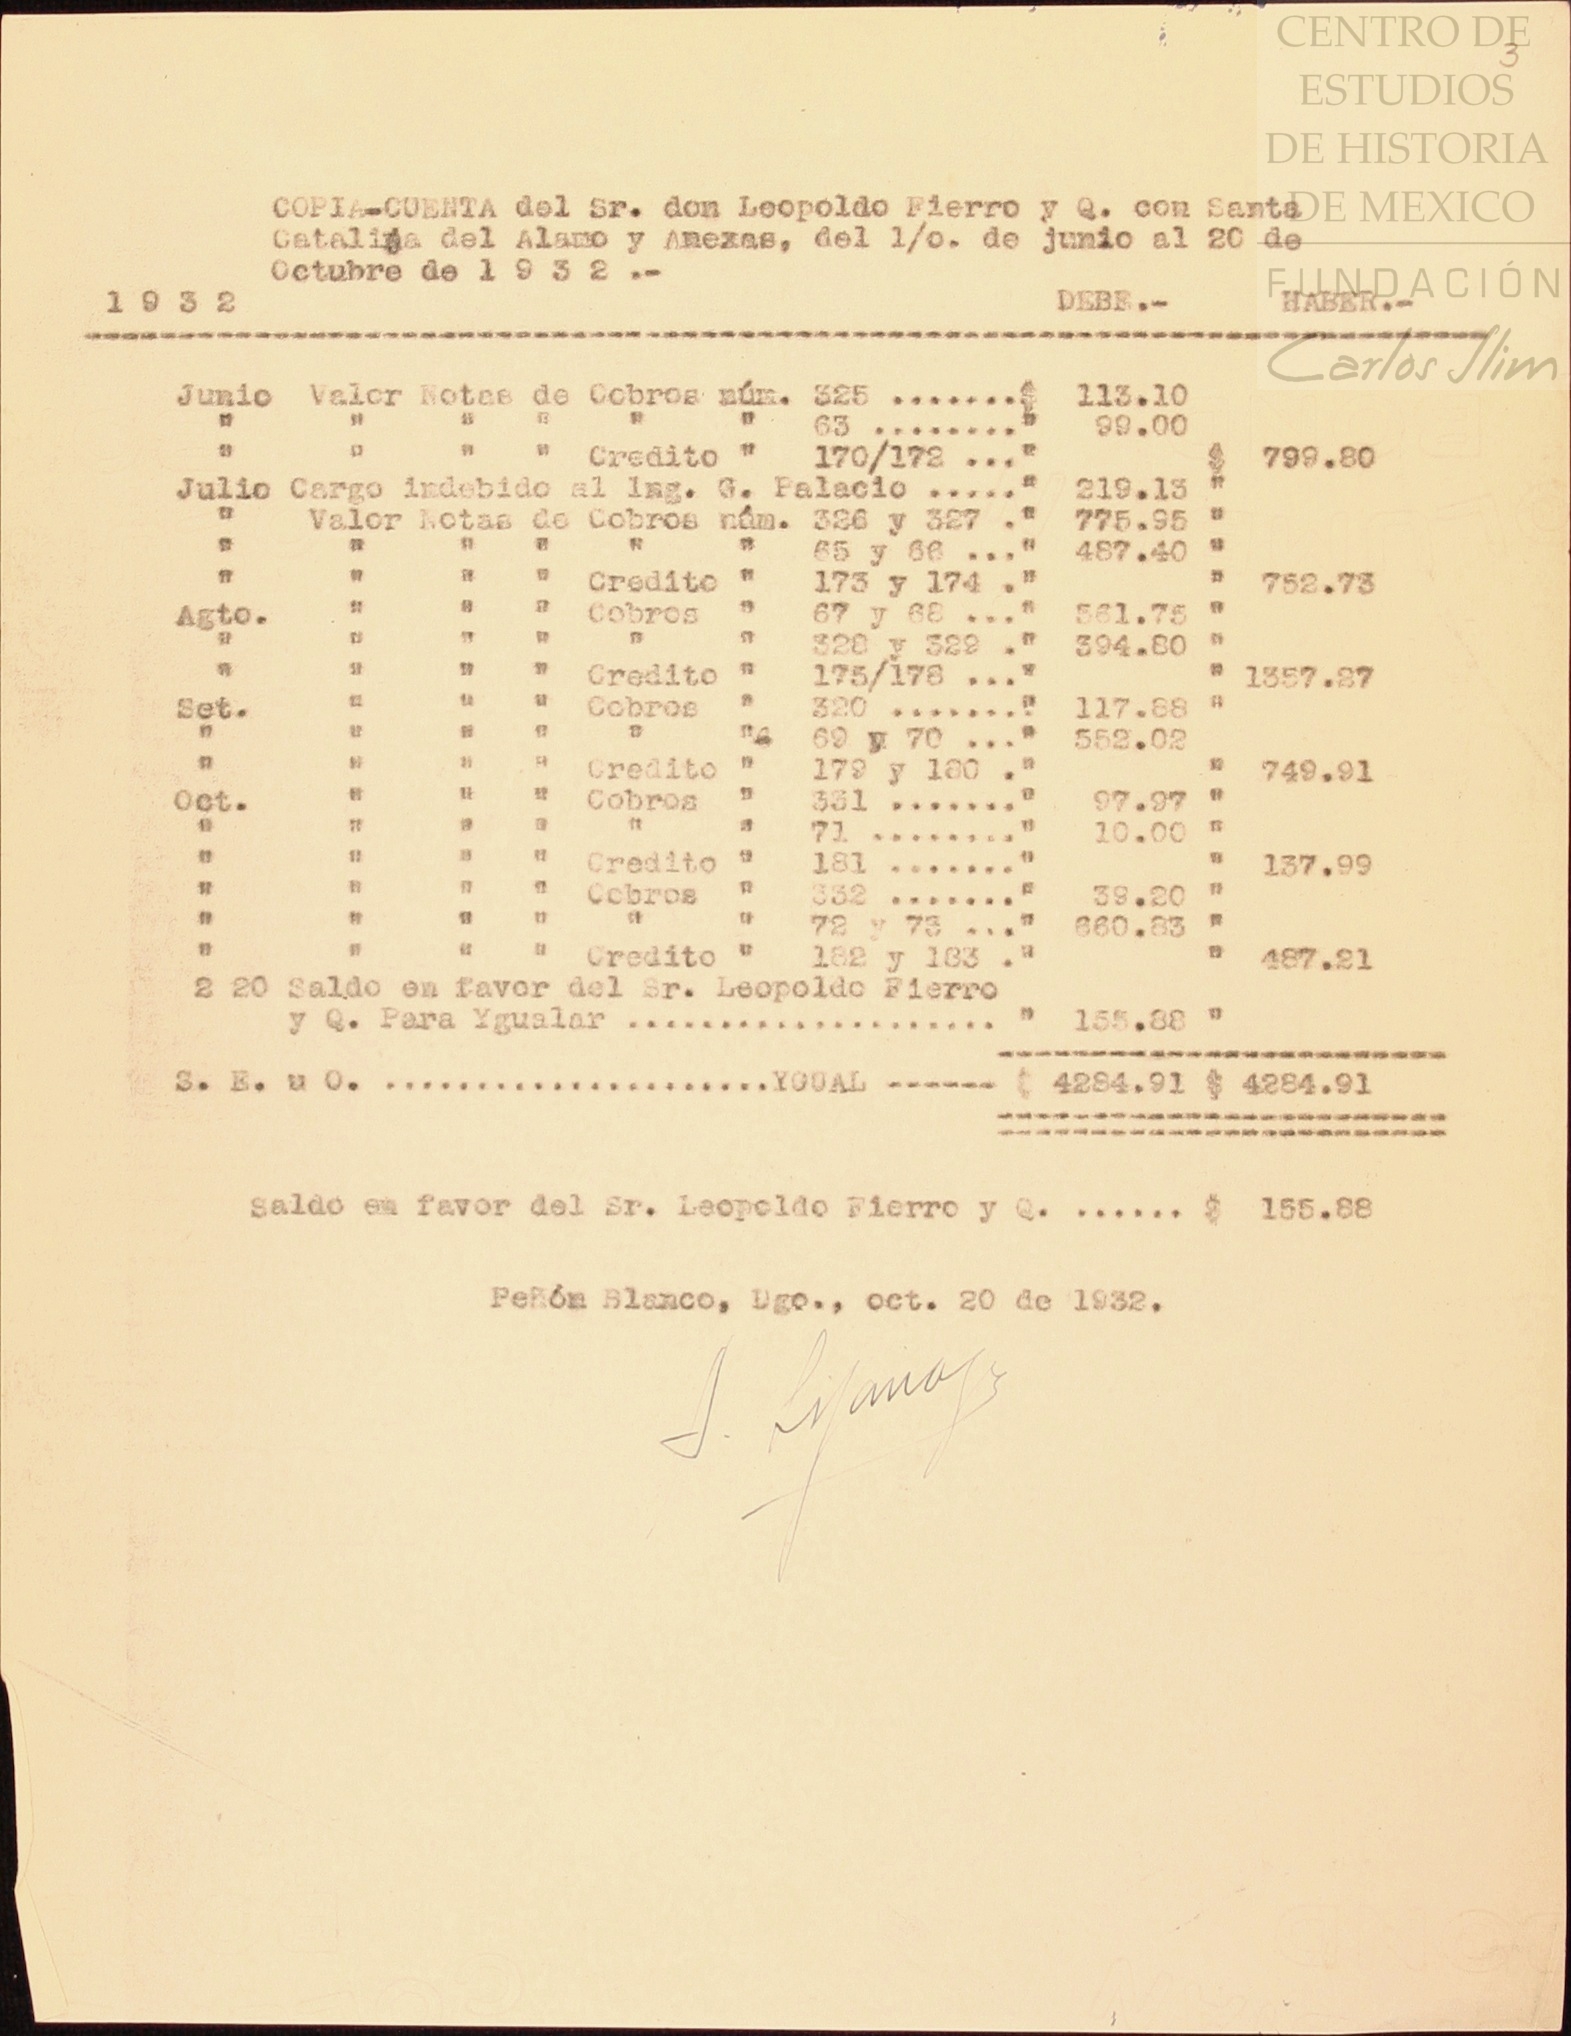 CENTRO DE
ESTUDIOS
DE HISTORIA
DE MEXICO
FUNDACIÓN
Carlos Slim
3
COPIA-CUENTA del Sr. don Leopoldo Fierro y Q. con Santa
Catalina del Alamo y Anexas, del 1/o. de junio al 20 de
Octubre de 1 9 3 2 .-
1 9 3 2 DEBE.- HABER.-
Junio Valor Notas de Cobros núm. 325 .......$ 113.10
" " " " " " 63 ........" 99.00
" " " " Credito " 170/172 ..." $ 799.80
Julio Cargo indebido al Ing. G. Palacio ....." 219.13 "
" Valor Notas de Cobros núm. 326 y 327 ." 775.95 "
" " " " " " 65 y 66 ..." 487.40 "
" " " " Credito " 173 y 174 ." " 752.73
Agto. " " " Cobros " 67 y 68 ..." 561.75 "
" " " " " " 328 y 329 ." 394.80 "
" " " " Credito " 175/178 ..." " 1357.27
Set. " " " Cobros " 320 ......." 117.88 "
" " " " " " 69 y 70 ..." 552.02
" " " " Credito " 179 y 180 ." " 749.91
Oct. " " " Cobros " 331 ......." 97.97 "
" " " " " " 71 ........" 10.00 "
" " " " Credito " 181 ......." " 137.99
" " " " Cobros " 332 ......." 39.20 "
" " " " " " 72 y 73 ..." 660.83 "
" " " " Credito " 182 y 183 ." " 487.21
2 20 Saldo en favor del Sr. Leopoldo Fierro
y Q. Para Ygualar .................... " 155.88 "
S. E. u O. .....................YGUAL ------ $ 4284.91 $ 4284.91
Saldo en favor del Sr. Leopoldo Fierro y Q. ...... $ 155.88
Peñón Blanco, Dgo., oct. 20 de 1932.